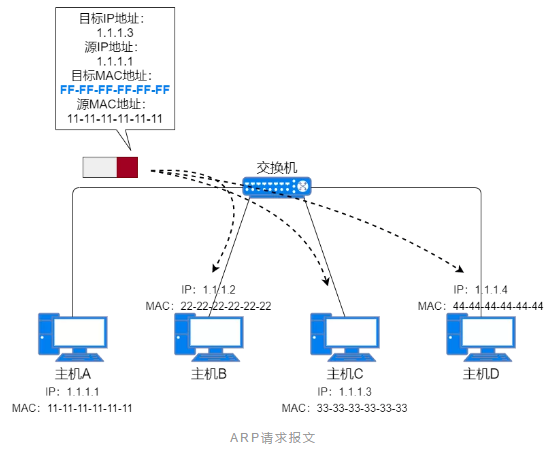 目标IP地址：
1.1.1.3
源IP地址：
1.1.1.1
目标MAC地址：
FF-FF-FF-FF-FF-FF
源MAC地址：
11-11-11-11-11-11
交换机
IP：1.1.1.2
MAC：22-22-22-22-22-22
IP：1.1.1.4
MAC：44-44-44-44-44-44
主机A
IP：1.1.1.1
MAC：11-11-11-11-11-11
主机B
主机C
IP：1.1.1.3
MAC：33-33-33-33-33-33
主机D
ARP请求报文